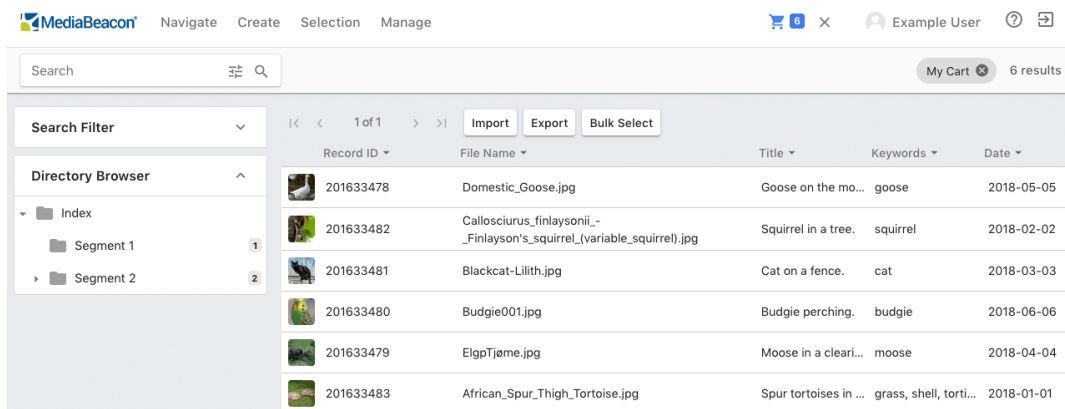 MediaBeacon® Navigate Create Selection Manage 6 Example User
Search My Cart 6 results
Search Filter
1 of 1 Import Export Bulk Select
Record ID File Name Title Keywords Date
Directory Browser
Index
Segment 1 1
Segment 2 2
201633478 Domestic_Goose.jpg Goose on the mo... goose 2018-05-05
201633482 Callosciurus_finlaysonii_-
_Finlayson's_squirrel_(variable_squirrel).jpg Squirrel in a tree. squirrel 2018-02-02
201633481 Blackcat-Lilith.jpg Cat on a fence. cat 2018-03-03
201633480 Budgie001.jpg Budgie perching. budgie 2018-06-06
201633479 ElgpTjøme.jpg Moose in a cleari... moose 2018-04-04
201633483 African_Spur_Thigh_Tortoise.jpg Spur tortoises in ... grass, shell, torti... 2018-01-01